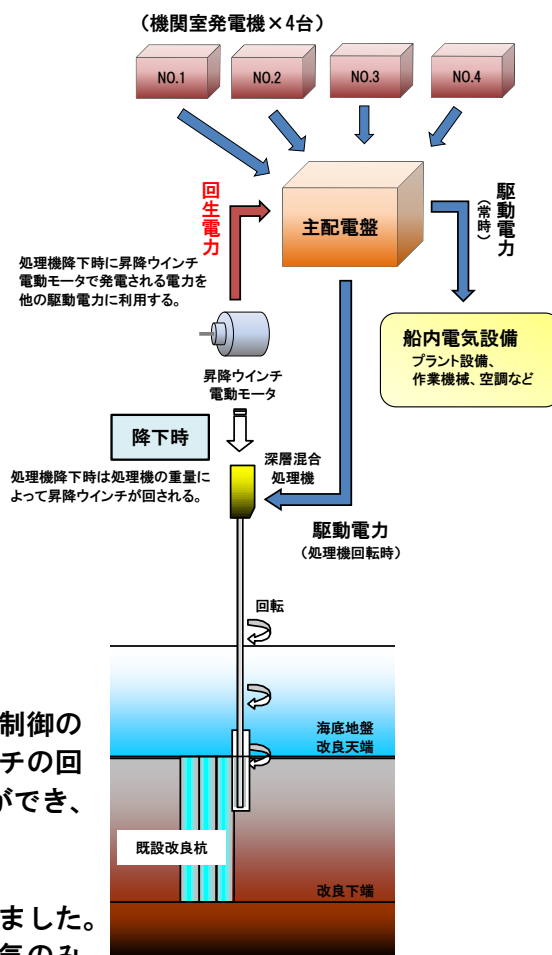 （機関室発電機×4台）
NO.1
NO.2
NO.3
NO.4
回生電力
主配電盤
駆動電力
（常時）
処理機降下時に昇降ウインチ
電動モータで発電される電力を
他の駆動電力に利用する。
船内電気設備
プラント設備、
作業機械、空調など
昇降ウインチ
電動モータ
降下時
処理機降下時は処理機の重量に
よって昇降ウインチが回される。
深層混合
処理機
駆動電力
（処理機回転時）
回転
海底地盤
改良天端
既設改良杭
改良下端
制御の
チの回
ができ、
ました。
気のみ